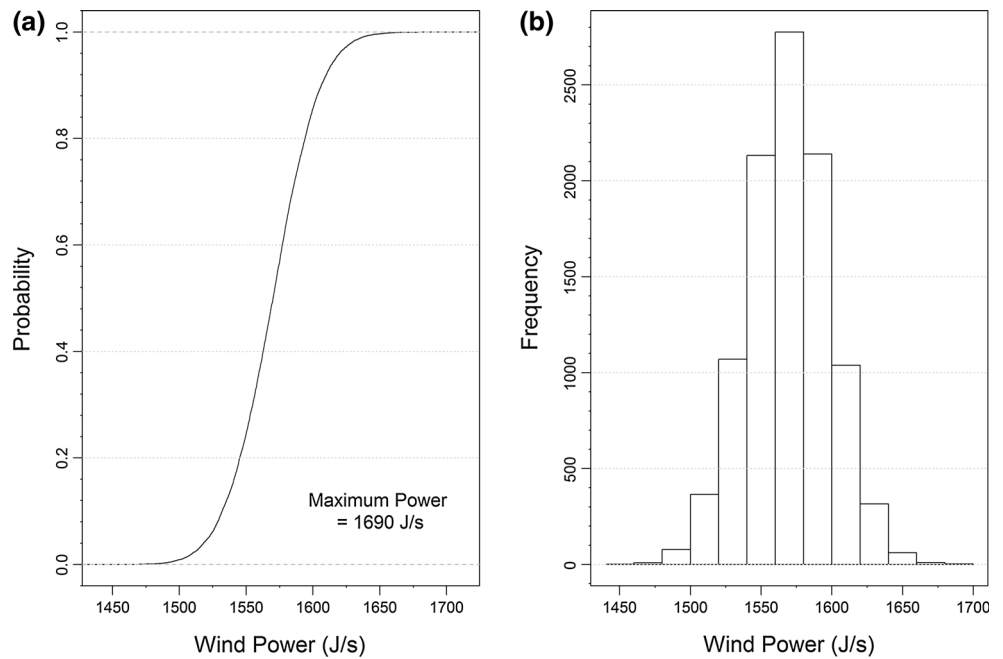 (a)
1.0
0.8
0.6
0.4
0.2
0.0
Probability
Maximum Power
= 1690 J/s
1450 1500 1550 1600 1650 1700
Wind Power (J/s)
(b)
2500
2000
1500
1000
500
0
Frequency
1450 1500 1550 1600 1650 1700
Wind Power (J/s)